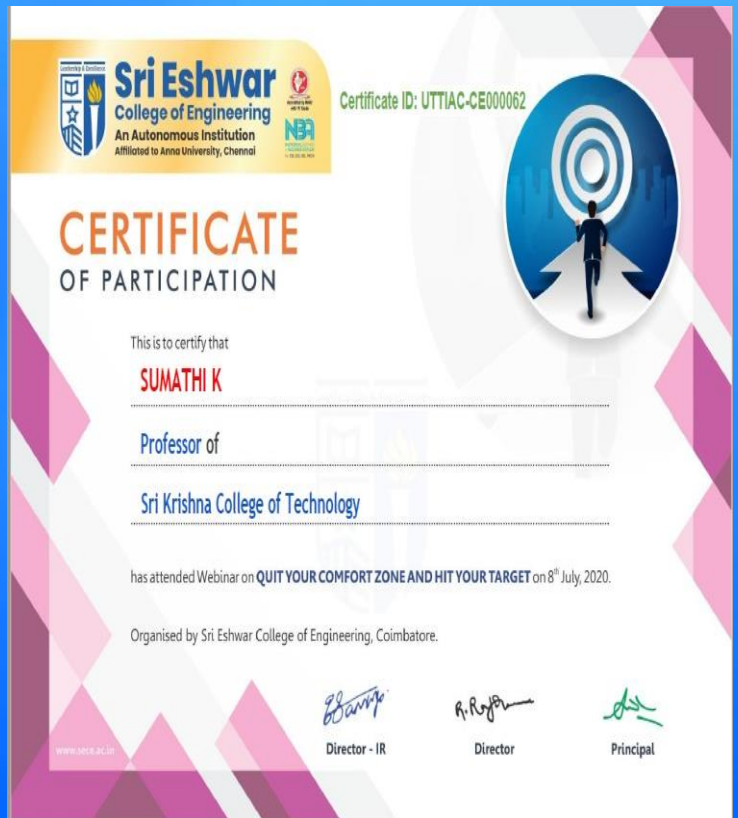 Sri Eshwar
College of Engineering
An Autonomous Institution
Affiliated to Anna University, Chennai
NBA
Certificate ID: UTTIAC-CE000062
CERTIFICATE
OF PARTICIPATION
This is to certify that
SUMATHI K
Professor of
Sri Krishna College of Technology
has attended Webinar on QUIT YOUR COMFORT ZONE AND HIT YOUR TARGET on 8th July, 2020.
Organised by Sri Eshwar College of Engineering, Coimbatore.
Director - IR
Director
Principal
www.sece.ac.in